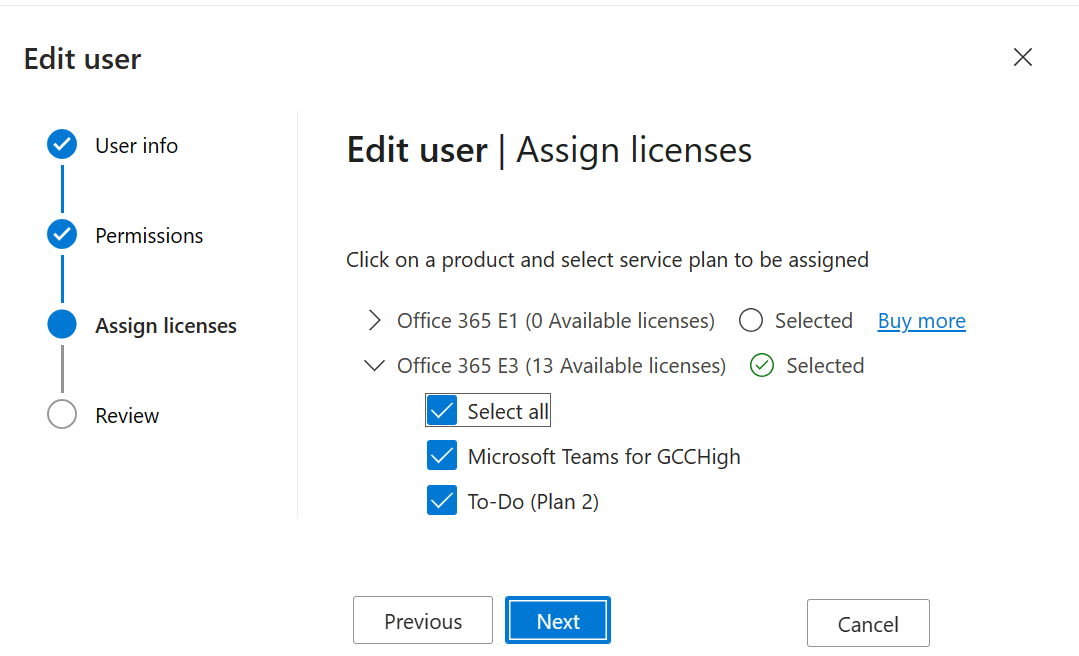 Edit user
User info
Permissions
Assign licenses
Review
Edit user | Assign licenses
Click on a product and select service plan to be assigned
Office 365 E1 (0 Available licenses) Selected Buy more
Office 365 E3 (13 Available licenses) Selected
Select all
Microsoft Teams for GCCHigh
To-Do (Plan 2)
Previous Next Cancel